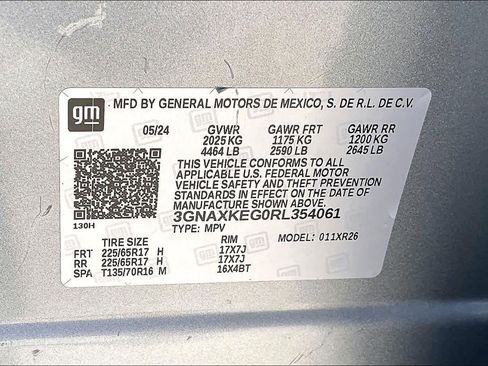 gm
MFD BY GENERAL MOTORS DE MEXICO, S. DE R.L. DE C.V.
05/24 GVWR GAWR FRT GAWR RR
2025 KG 1175 KG 1200 KG
4464 LB 2590 LB 2645 LB
THIS VEHICLE CONFORMS TO ALL
APPLICABLE U.S. FEDERAL MOTOR
VEHICLE SAFETY AND THEFT PREVENTION
STANDARDS IN EFFECT ON THE DATE OF
MANUFACTURE SHOWN ABOVE.
3GNAXKEG0RL354061
130H TYPE: MPV MODEL: 011XR26
TIRE SIZE RIM
FRT 225/65R17 H 17X7J
RR 225/65R17 H 17X7J
SPA T135/70R16 M 16X4BT